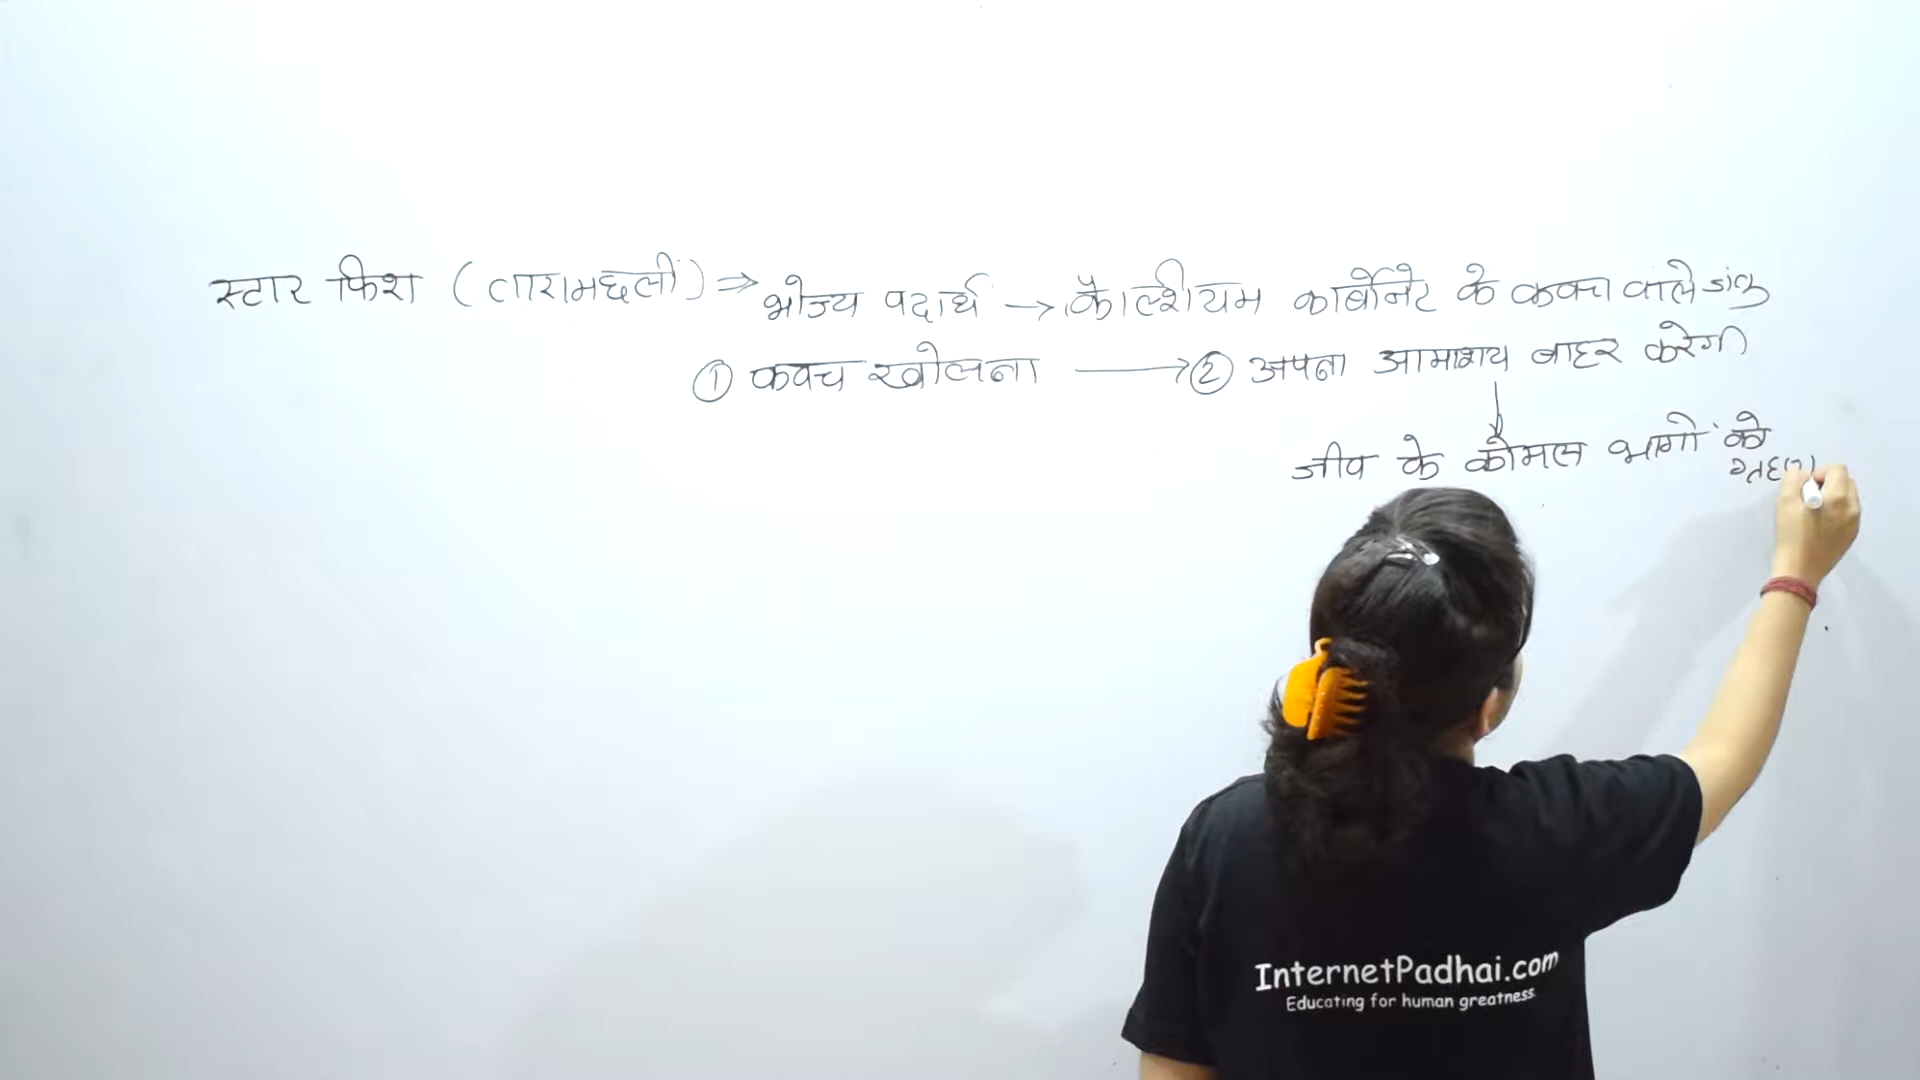 स्टार फिश (तारामछली) ⇒ भोज्य पदार्थ → कैल्शीयम कार्बोनेट के कवच वाले जंतु
① कवच खोलना → ② अपना आमाशय बाहर करेगी
जीव के कोमल भागों को
InternetPadhai.com
Educating for human greatness